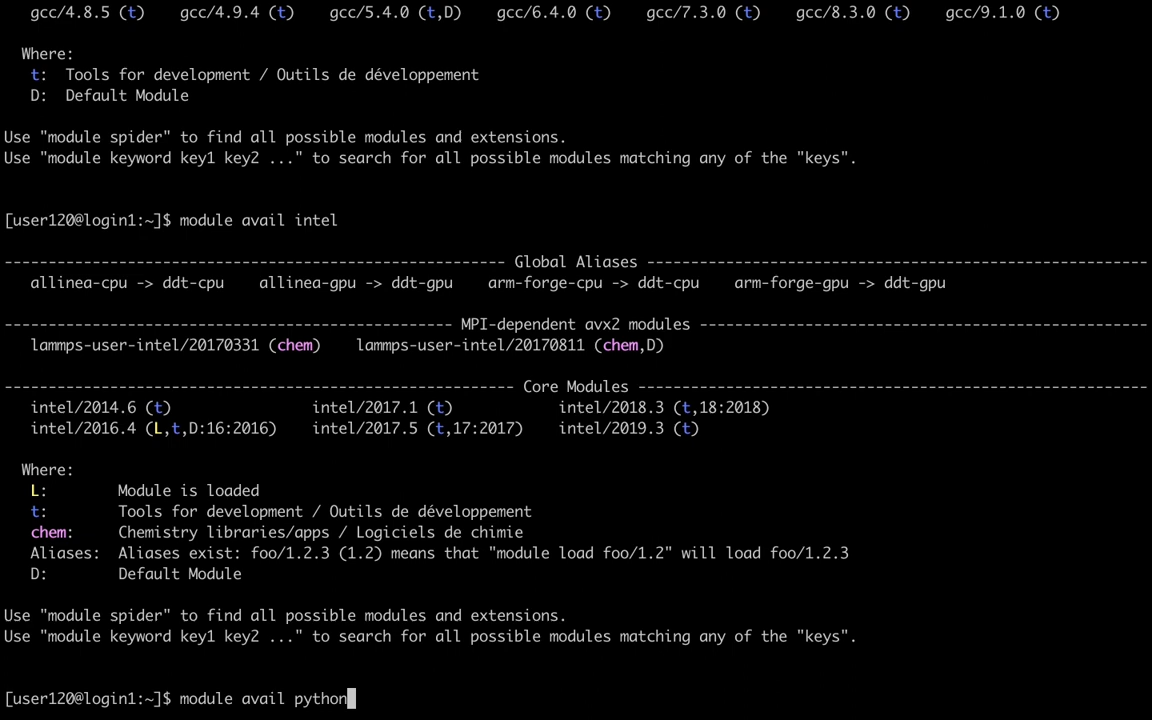 gcc/4.8.5 (t)    gcc/4.9.4 (t)    gcc/5.4.0 (t,D)    gcc/6.4.0 (t)    gcc/7.3.0 (t)    gcc/8.3.0 (t)    gcc/9.1.0 (t)
Where:
t:  Tools for development / Outils de développement
D:  Default Module
Use "module spider" to find all possible modules and extensions.
Use "module keyword key1 key2 ..." to search for all possible modules matching any of the "keys".
[user120@login1:~]$ module avail intel
--------------------------------------------------------- Global Aliases ---------------------------------------------------------
allinea-cpu -> ddt-cpu    allinea-gpu -> ddt-gpu    arm-forge-cpu -> ddt-cpu    arm-forge-gpu -> ddt-gpu
--------------------------------------------------- MPI-dependent avx2 modules ---------------------------------------------------
lammps-user-intel/20170331 (chem)    lammps-user-intel/20170811 (chem,D)
---------------------------------------------------------- Core Modules ----------------------------------------------------------
intel/2014.6 (t)                intel/2017.1 (t)            intel/2018.3 (t,18:2018)
intel/2016.4 (L,t,D:16:2016)    intel/2017.5 (t,17:2017)    intel/2019.3 (t)
Where:
L:        Module is loaded
t:        Tools for development / Outils de développement
chem:     Chemistry libraries/apps / Logiciels de chimie
Aliases:  Aliases exist: foo/1.2.3 (1.2) means that "module load foo/1.2" will load foo/1.2.3
D:        Default Module
Use "module spider" to find all possible modules and extensions.
Use "module keyword key1 key2 ..." to search for all possible modules matching any of the "keys".
[user120@login1:~]$ module avail python